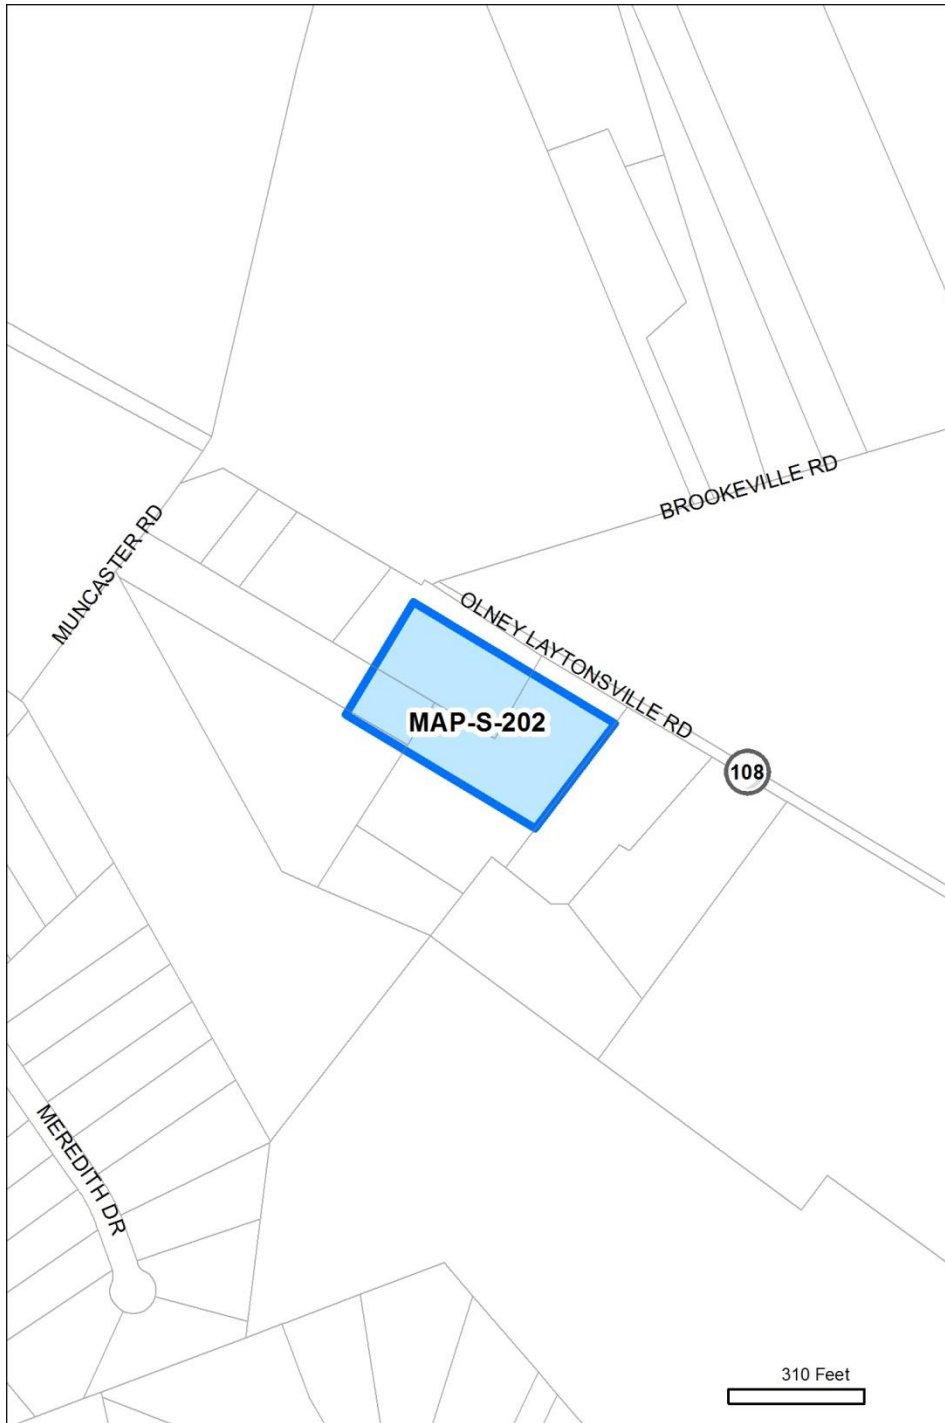 BROOKEVILLE RD
MUNCASTER RD
OLNEY LAYTONSVILLE RD
MAP-S-202
108
MEREDITH DR
310 Feet